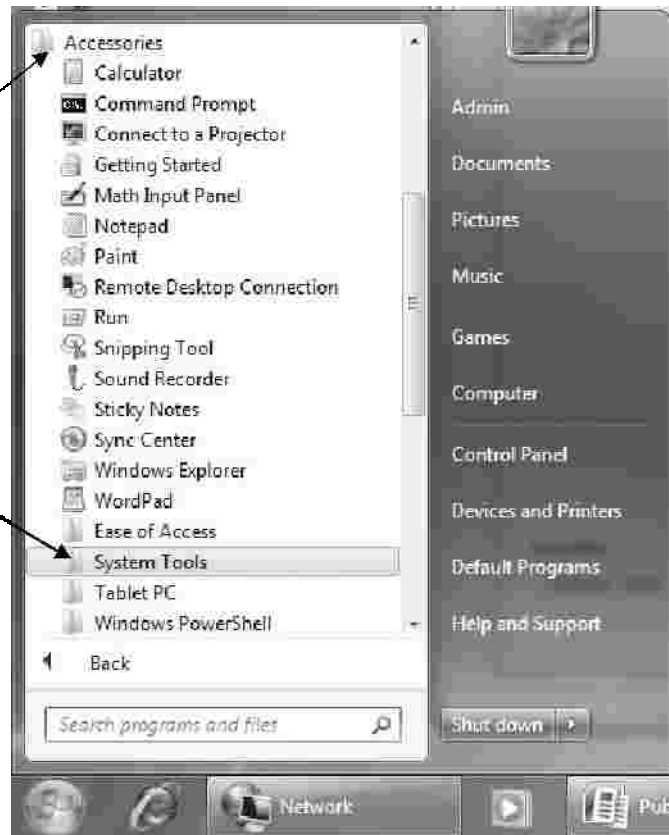 Accessories
Calculator
Command Prompt
Connect to a Projector
Getting Started
Math Input Panel
Notepad
Paint
Remote Desktop Connection
Run
Snipping Tool
Sound Recorder
Sticky Notes
Sync Center
Windows Explorer
WordPad
Ease of Access
System Tools
Tablet PC
Windows PowerShell
Back
Search programs and files
Admin
Documents
Pictures
Music
Games
Computer
Control Panel
Devices and Printers
Default Programs
Help and Support
Shut down
Network
Pub